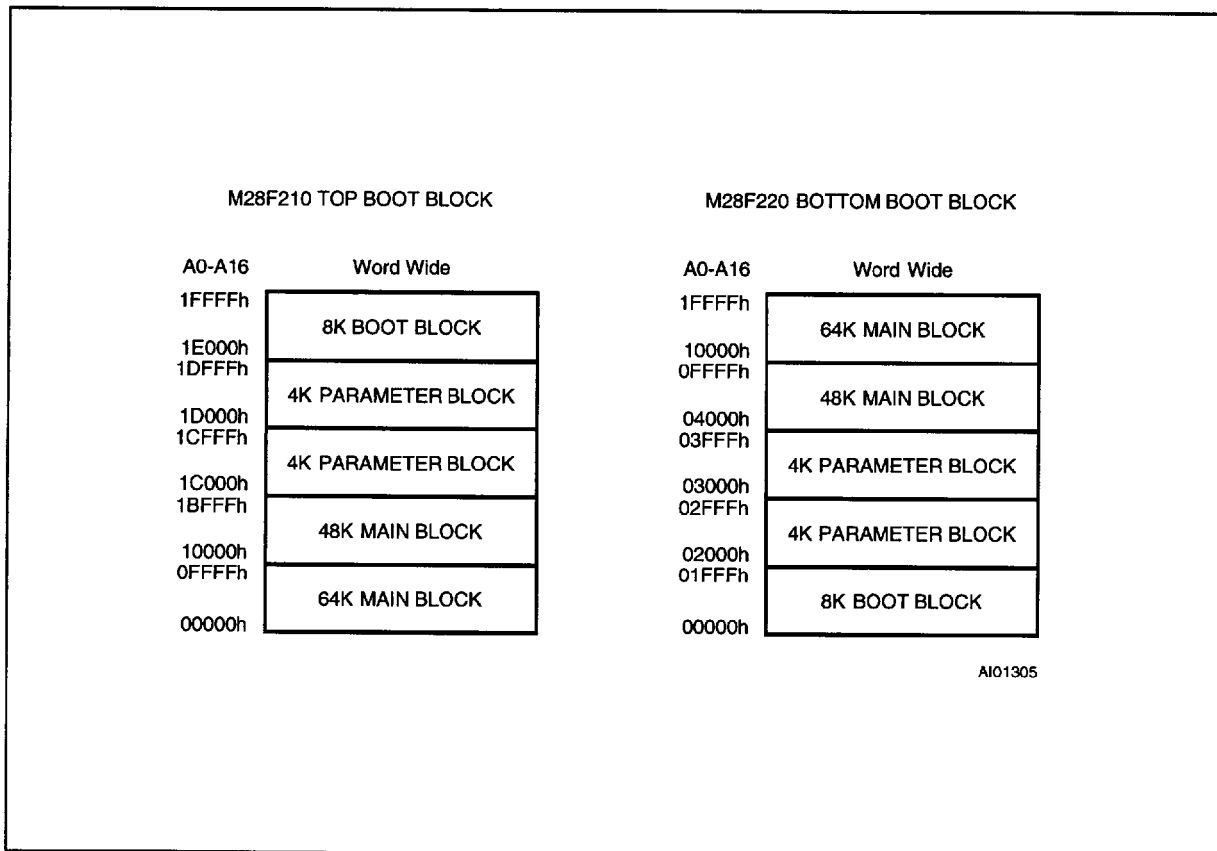 M28F210 TOP BOOT BLOCK
A0-A16 Word Wide
1FFFFh
8K BOOT BLOCK
1E000h
1DFFFh
4K PARAMETER BLOCK
1D000h
1CFFFh
4K PARAMETER BLOCK
1C000h
1BFFFh
48K MAIN BLOCK
10000h
0FFFFh
64K MAIN BLOCK
00000h
M28F220 BOTTOM BOOT BLOCK
A0-A16 Word Wide
1FFFFh
64K MAIN BLOCK
10000h
0FFFFh
48K MAIN BLOCK
04000h
03FFFh
4K PARAMETER BLOCK
03000h
02FFFh
4K PARAMETER BLOCK
02000h
01FFFh
8K BOOT BLOCK
00000h
AI01305